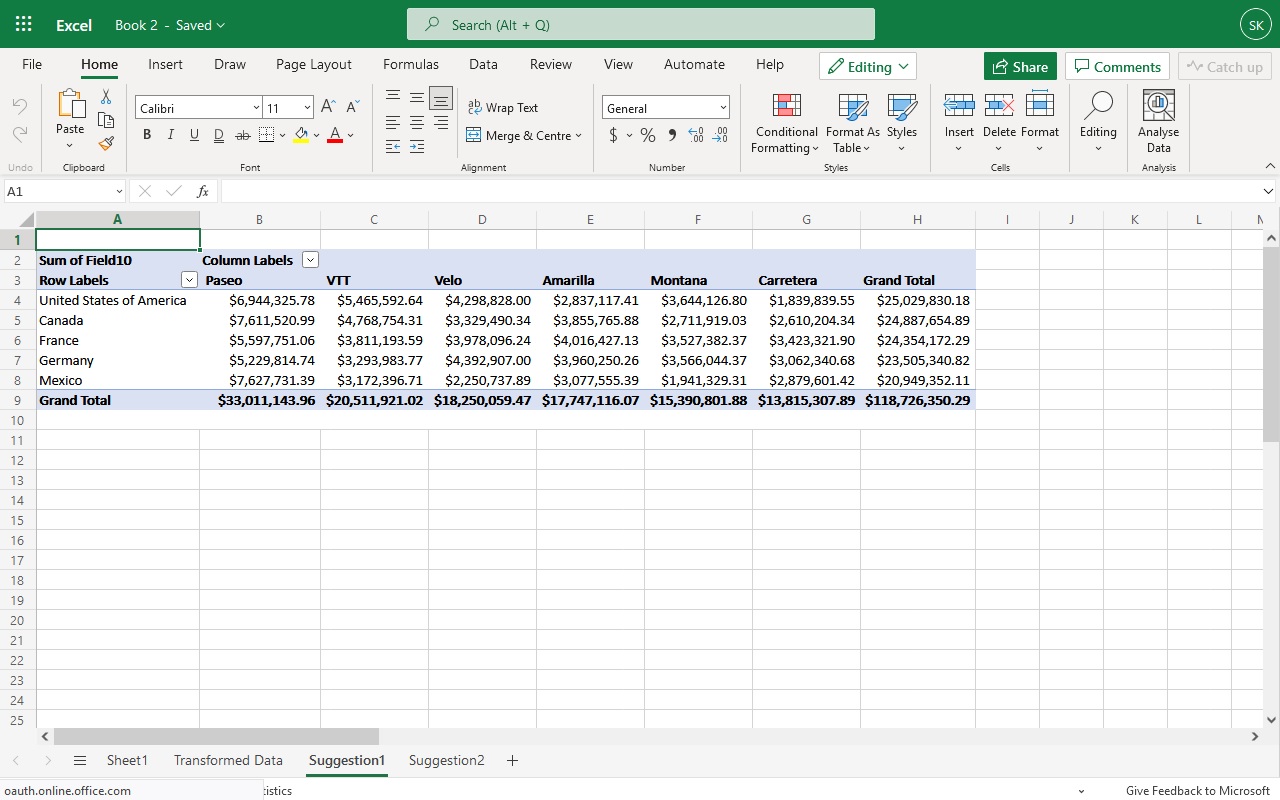 Excel Book 2 - Saved Search (Alt + Q) SK
File Home Insert Draw Page Layout Formulas Data Review View Automate Help Editing Share Comments Catch up
Paste Calibri 11 Wrap Text General Conditional Formatting Format As Table Styles Insert Delete Format Editing Analyse Data
B I U D ab A Merge & Centre $ % .00
Undo Clipboard Font Alignment Number Styles Cells Analysis
A1 fx
A B C D E F G H I J K L M
1
2 Sum of Field10 Column Labels
3 Row Labels Paseo VTT Velo Amarilla Montana Carretera Grand Total
4 United States of America $6,944,325.78 $5,465,592.64 $4,298,828.00 $2,837,117.41 $3,644,126.80 $1,839,839.55 $25,029,830.18
5 Canada $7,611,520.99 $4,768,754.31 $3,329,490.34 $3,855,765.88 $2,711,919.03 $2,610,204.34 $24,887,654.89
6 France $5,597,751.06 $3,811,193.59 $3,978,096.24 $4,016,427.13 $3,527,382.37 $3,423,321.90 $24,354,172.29
7 Germany $5,229,814.74 $3,293,983.77 $4,392,907.00 $3,960,250.26 $3,566,044.37 $3,062,340.68 $23,505,340.82
8 Mexico $7,627,731.39 $3,172,396.71 $2,250,737.89 $3,077,555.39 $1,941,329.31 $2,879,601.42 $20,949,352.11
9 Grand Total $33,011,143.96 $20,511,921.02 $18,250,059.47 $17,747,116.07 $15,390,801.88 $13,815,307.89 $118,726,350.29
10
11
12
13
14
15
16
17
18
19
20
21
22
23
24
25
Sheet1 Transformed Data Suggestion1 Suggestion2
oauth.online.office.com tistics Give Feedback to Microsoft